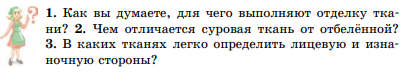 1. Как вы думаете, для чего выполняют отделку тка-
ни? 2. Чем отличается суровая ткань от отбелённой?
3. В каких тканях легко определить лицевую и изна-
ночную стороны?